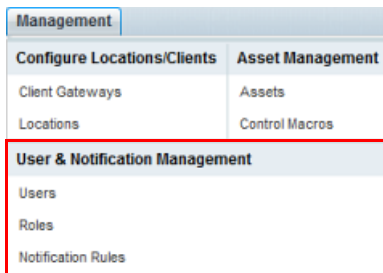 Management
Configure Locations/Clients Asset Management
Client Gateways Assets
Locations Control Macros
User & Notification Management
Users
Roles
Notification Rules